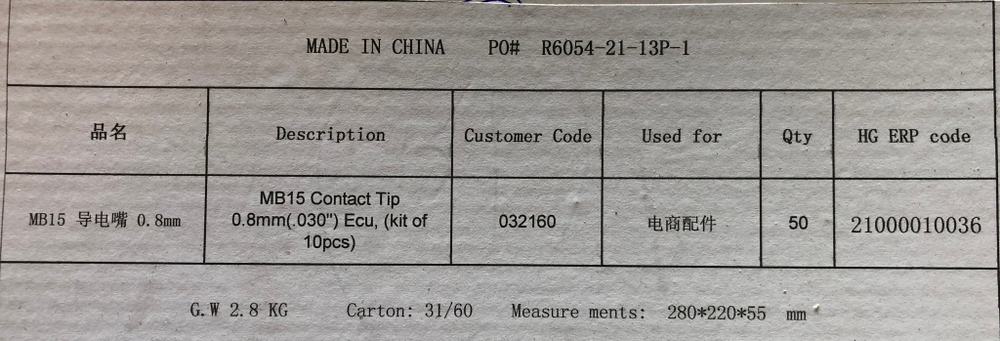 MADE IN CHINA PO# R6054-21-13P-1
品名 Description Customer Code Used for Qty HG ERP code
MB15 导电嘴 0.8mm MB15 Contact Tip 0.8mm(.030") Ecu, (kit of 10pcs) 032160 电商配件 50 21000010036
G.W 2.8 KG Carton: 31/60 Measure ments: 280*220*55 mm